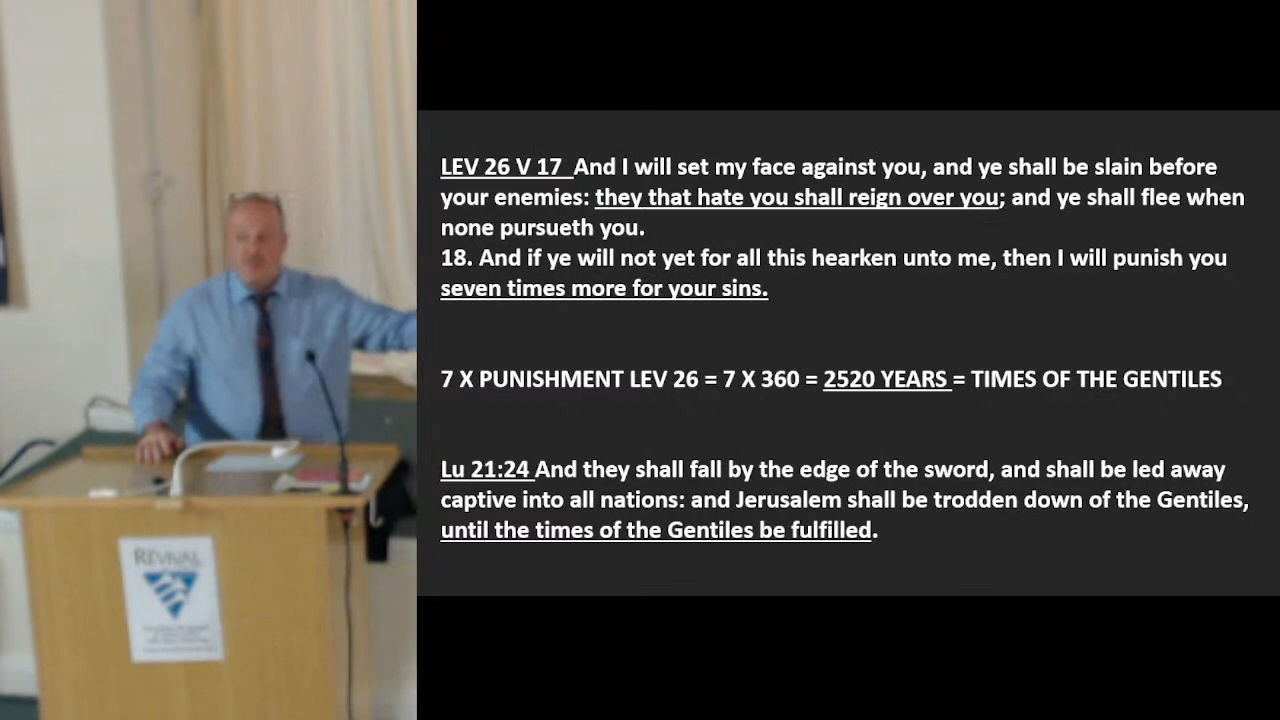 LEV 26 V 17 And I will set my face against you, and ye shall be slain before
your enemies: they that hate you shall reign over you; and ye shall flee when
none pursueth you.
18. And if ye will not yet for all this hearken unto me, then I will punish you
seven times more for your sins.
7 X PUNISHMENT LEV 26 = 7 X 360 = 2520 YEARS = TIMES OF THE GENTILES
Lu 21:24 And they shall fall by the edge of the sword, and shall be led away
captive into all nations: and Jerusalem shall be trodden down of the Gentiles,
until the times of the Gentiles be fulfilled.
REVIVAL